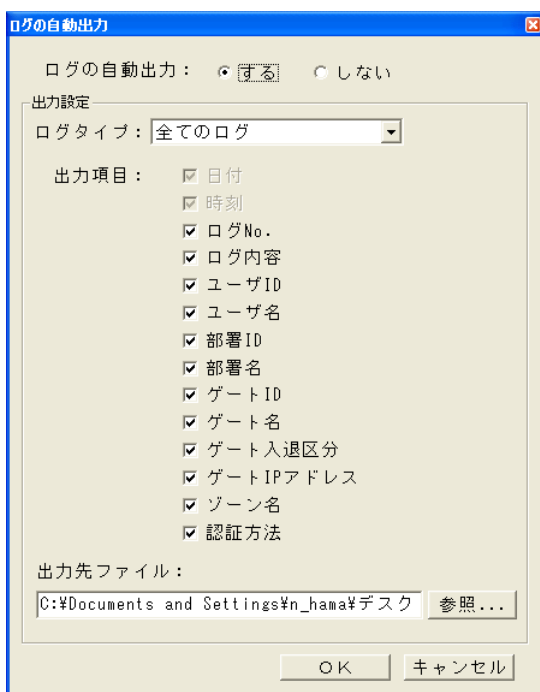 ログの自動出力
ログの自動出力： する しない
出力設定
ログタイプ： 全てのログ
出力項目： 日付
時刻
ログNo.
ログ内容
ユーザID
ユーザ名
部署ID
部署名
ゲートID
ゲート名
ゲート入退区分
ゲートIPアドレス
ゾーン名
認証方法
出力先ファイル：
C:¥Documents and Settings¥n_hama¥デスク 参照...
OK キャンセル